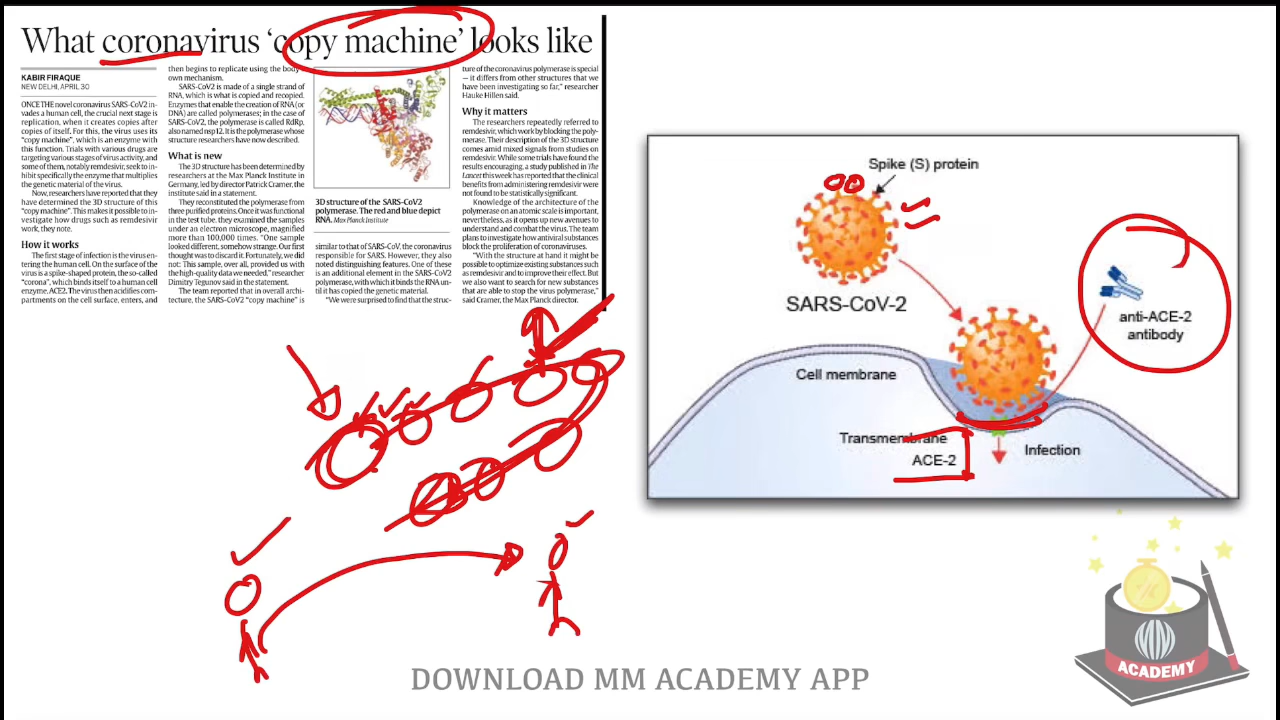 What coronavirus ‘copy machine’ looks like
KABIR FIRAQUE
NEW DELHI, APRIL 30
ONCE THE novel coronavirus SARS-CoV2 in-
vades a human cell, the crucial next stage is
replication, when it creates copies after
copies of itself. For this, the virus uses its
"copy machine", which is an enzyme with
this function. Trials with various drugs are
targeting various stages of virus activity, and
some of them, notably remdesivir, seek to in-
hibit specifically the enzyme that multiplies
the genetic material of the virus.
Now, researchers have reported that they
have determined the 3D structure of this
"copy machine". This makes it possible to in-
vestigate how drugs such as remdesivir
work, they note.
How it works
The first stage of infection is the virus en-
tering the human cell. On the surface of the
virus is a spike-shaped protein, the so-called
"corona", which binds itself to a human cell
enzyme, ACE2. The virus then acidifies com-
partments on the cell surface, enters, and
then begins to replicate using the body
own mechanism.
SARS-CoV2 is made of a single strand of
RNA, which is what is copied and recopied.
Enzymes that enable the creation of RNA (or
DNA) are called polymerases; in the case of
SARS-CoV2, the polymerase is called RdRp,
also named nsp12. It is the polymerase whose
structure researchers have now described.
What is new
The 3D structure has been determined by
researchers at the Max Planck Institute in
Germany, led by director Patrick Cramer, the
institute said in a statement.
They reconstituted the polymerase from
three purified proteins. Once it was functional
in the test tube, they examined the samples
under an electron microscope, magnified
more than 100,000 times. "One sample
looked different, somehow strange. Our first
thought was to discard it. Fortunately, we did
not: This sample, over all, provided us with
the high-quality data we needed," researcher
Dimitry Tegunov said in the statement.
The team reported that in overall archi-
tecture, the SARS-CoV2 "copy machine" is
3D structure of the SARS-CoV2
polymerase. The red and blue depict
RNA. Max Planck Institute
similar to that of SARS-CoV, the coronavirus
responsible for SARS. However, they also
noted distinguishing features. One of these
is an additional element in the SARS-CoV2
polymerase, with which it binds the RNA un-
til it has copied the genetic material.
"We were surprised to find that the struc-
ture of the coronavirus polymerase is special
— it differs from other structures that we
have been investigating so far," researcher
Hauke Hillen said.
Why it matters
The researchers repeatedly referred to
remdesivir, which work by blocking the poly-
merase. Their description of the 3D structure
comes amid mixed signals from studies on
remdesivir. While some trials have found the
results encouraging, a study published in The
Lancet this week has reported that the clinical
benefits from administering remdesivir were
not found to be statistically significant.
Knowledge of the architecture of the
polymerase on an atomic scale is important,
nevertheless, as it opens up new avenues to
understand and combat the virus. The team
plans to investigate how antiviral substances
block the proliferation of coronaviruses.
"With the structure at hand it might be
possible to optimize existing substances such
as remdesivir and to improve their effect. But
we also want to search for new substances
that are able to stop the virus polymerase,"
said Cramer, the Max Planck director.
Spike (S) protein
SARS-CoV-2
anti-ACE-2
antibody
Cell membrane
Transmembrane
ACE-2
Infection
MN
ACADEMY
DOWNLOAD MM ACADEMY APP